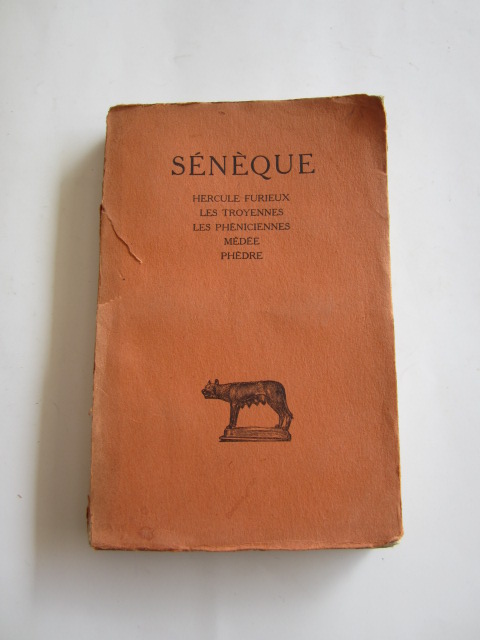 SÉNÈQUE
HERCULE FURIEUX
LES TROYENNES
LES PHÉNICIENNES
MÉDÉE
PHÈDRE